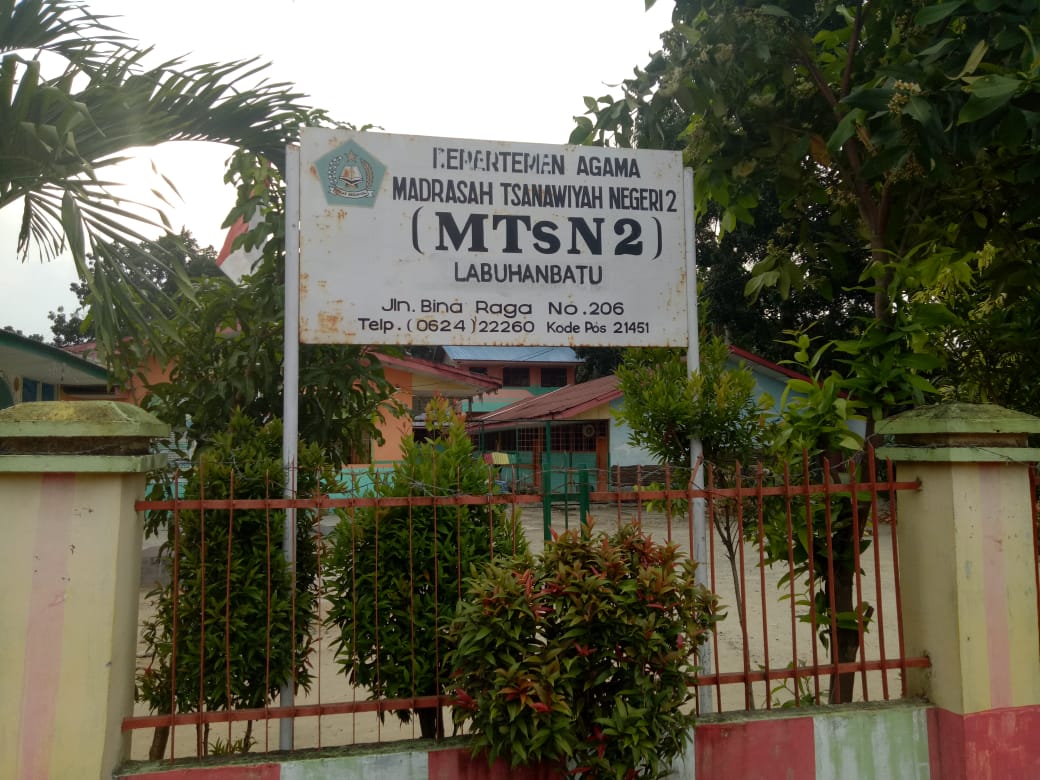 DEPARTEMEN AGAMA
MADRASAH TSANAWIYAH NEGERI 2
(MTsN2)
LABUHANBATU
Jln. Bina Raga No. 206
Telp. (0624) 22260 Kode Pos 21451